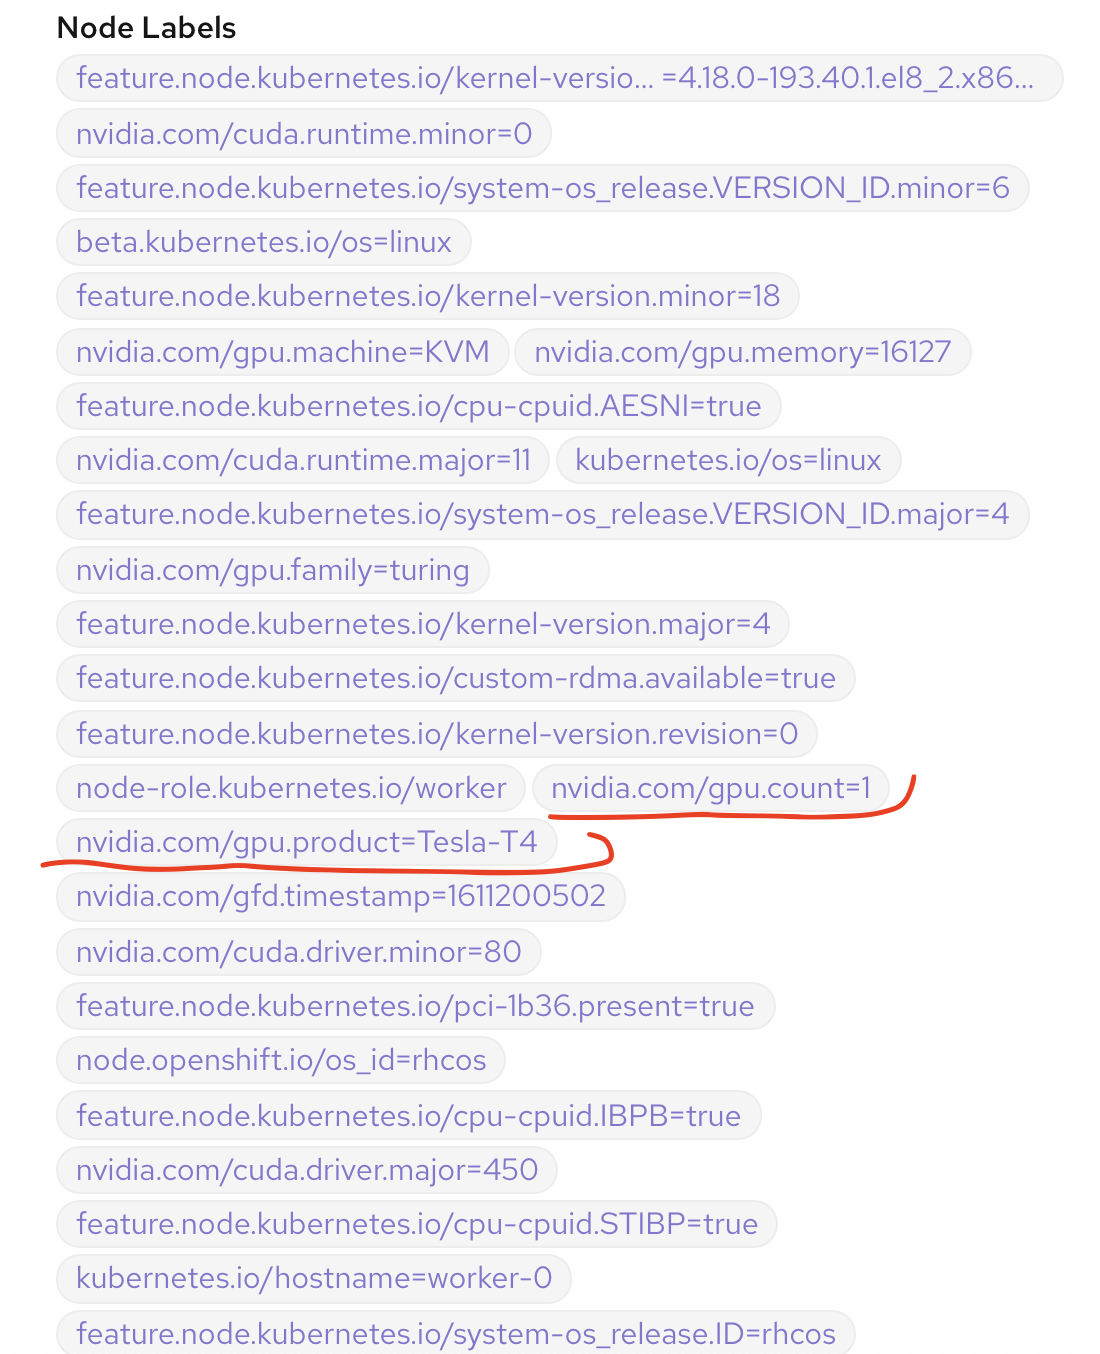 Node Labels
feature.node.kubernetes.io/kernel-versio... =4.18.0-193.40.1.el8_2.x86...
nvidia.com/cuda.runtime.minor=0
feature.node.kubernetes.io/system-os_release.VERSION_ID.minor=6
beta.kubernetes.io/os=linux
feature.node.kubernetes.io/kernel-version.minor=18
nvidia.com/gpu.machine=KVM nvidia.com/gpu.memory=16127
feature.node.kubernetes.io/cpu-cpuid.AESNI=true
nvidia.com/cuda.runtime.major=11 kubernetes.io/os=linux
feature.node.kubernetes.io/system-os_release.VERSION_ID.major=4
nvidia.com/gpu.family=turing
feature.node.kubernetes.io/kernel-version.major=4
feature.node.kubernetes.io/custom-rdma.available=true
feature.node.kubernetes.io/kernel-version.revision=0
node-role.kubernetes.io/worker nvidia.com/gpu.count=1
nvidia.com/gpu.product=Tesla-T4
nvidia.com/gfd.timestamp=1611200502
nvidia.com/cuda.driver.minor=80
feature.node.kubernetes.io/pci-1b36.present=true
node.openshift.io/os_id=rhcos
feature.node.kubernetes.io/cpu-cpuid.IBPB=true
nvidia.com/cuda.driver.major=450
feature.node.kubernetes.io/cpu-cpuid.STIBP=true
kubernetes.io/hostname=worker-0
feature.node.kubernetes.io/system-os_release.ID=rhcos